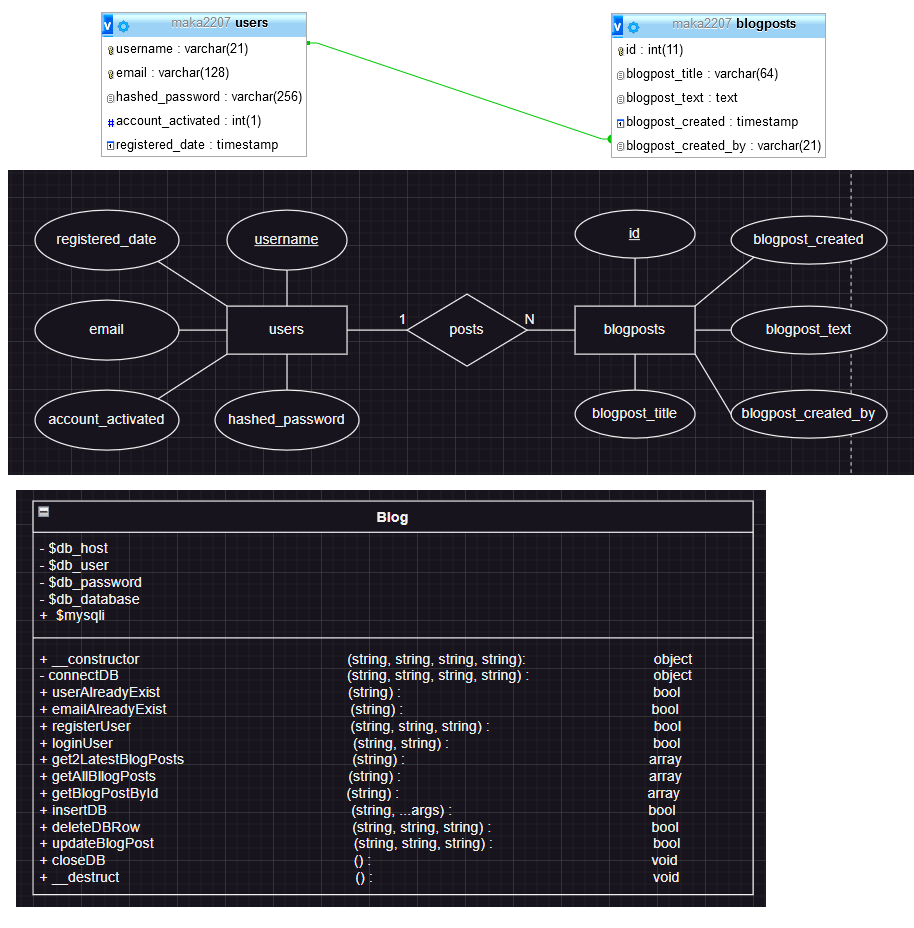 maka2207 users
username : varchar(21)
email : varchar(128)
hashed_password : varchar(256)
account_activated : int(1)
registered_date : timestamp
maka2207 blogposts
id : int(11)
blogpost_title : varchar(64)
blogpost_text : text
blogpost_created : timestamp
blogpost_created_by : varchar(21)
registered_date
username
id
blogpost_created
email
users
1
posts
N
blogposts
blogpost_text
account_activated
hashed_password
blogpost_title
blogpost_created_by
Blog
- $db_host
- $db_user
- $db_password
- $db_database
+ $mysqli
+ __constructor (string, string, string, string): object
- connectDB (string, string, string, string) : object
+ userAlreadyExist (string) : bool
+ emailAlreadyExist (string) : bool
+ registerUser (string, string, string) : bool
+ loginUser (string, string) : bool
+ get2LatestBlogPosts (string) : array
+ getAllBllogPosts (string) : array
+ getBlogPostById (string) : array
+ insertDB (string, ...args) : bool
+ deleteDBRow (string, string, string) : bool
+ updateBlogPost (string, string, string) : bool
+ closeDB () : void
+ __destruct () : void